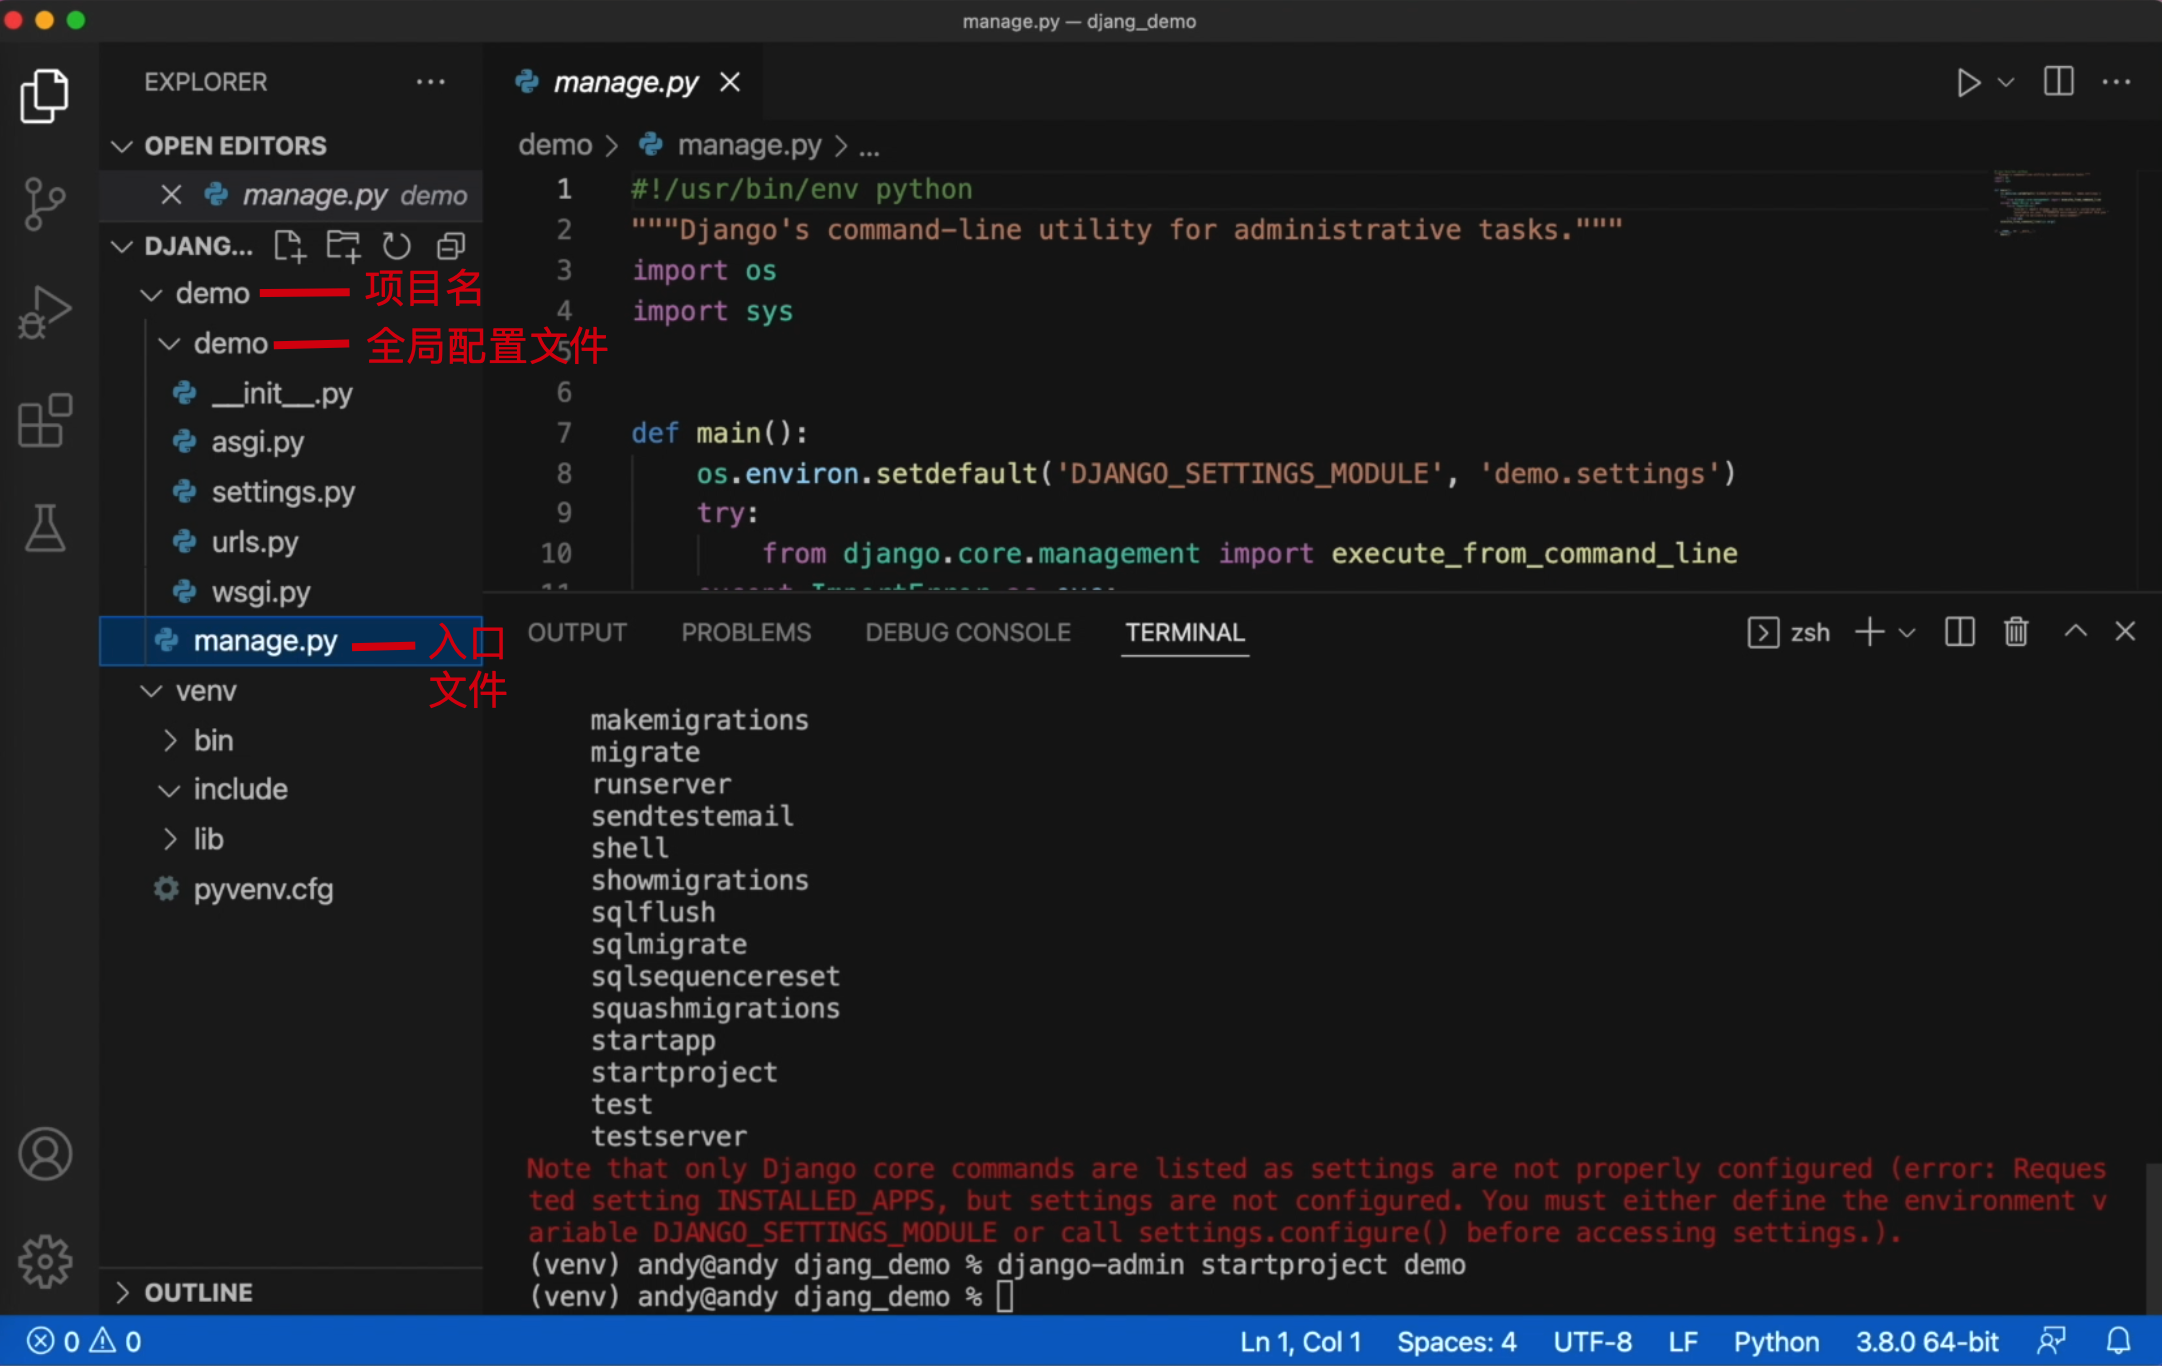 manage.py — djang_demo
EXPLORER
OPEN EDITORS
manage.py demo
DJANG...
demo 项目名
demo 全局配置文件
__init__.py
asgi.py
settings.py
urls.py
wsgi.py
manage.py 入口
文件
venv
bin
include
lib
pyvenv.cfg
OUTLINE
manage.py
demo > manage.py > ...
1 #!/usr/bin/env python
2 """Django's command-line utility for administrative tasks."""
3 import os
4 import sys
5
6
7 def main():
8 os.environ.setdefault('DJANGO_SETTINGS_MODULE', 'demo.settings')
9 try:
10 from django.core.management import execute_from_command_line
11 except ImportError as exc:
OUTPUT PROBLEMS DEBUG CONSOLE TERMINAL zsh
makemigrations
migrate
runserver
sendtestemail
shell
showmigrations
sqlflush
sqlmigrate
sqlsequencereset
squashmigrations
startapp
startproject
test
testserver
Note that only Django core commands are listed as settings are not properly configured (error: Reques
ted setting INSTALLED_APPS, but settings are not configured. You must either define the environment v
ariable DJANGO_SETTINGS_MODULE or call settings.configure() before accessing settings.).
(venv) andy@andy djang_demo % django-admin startproject demo
(venv) andy@andy djang_demo %
0 0 Ln 1, Col 1 Spaces: 4 UTF-8 LF Python 3.8.0 64-bit